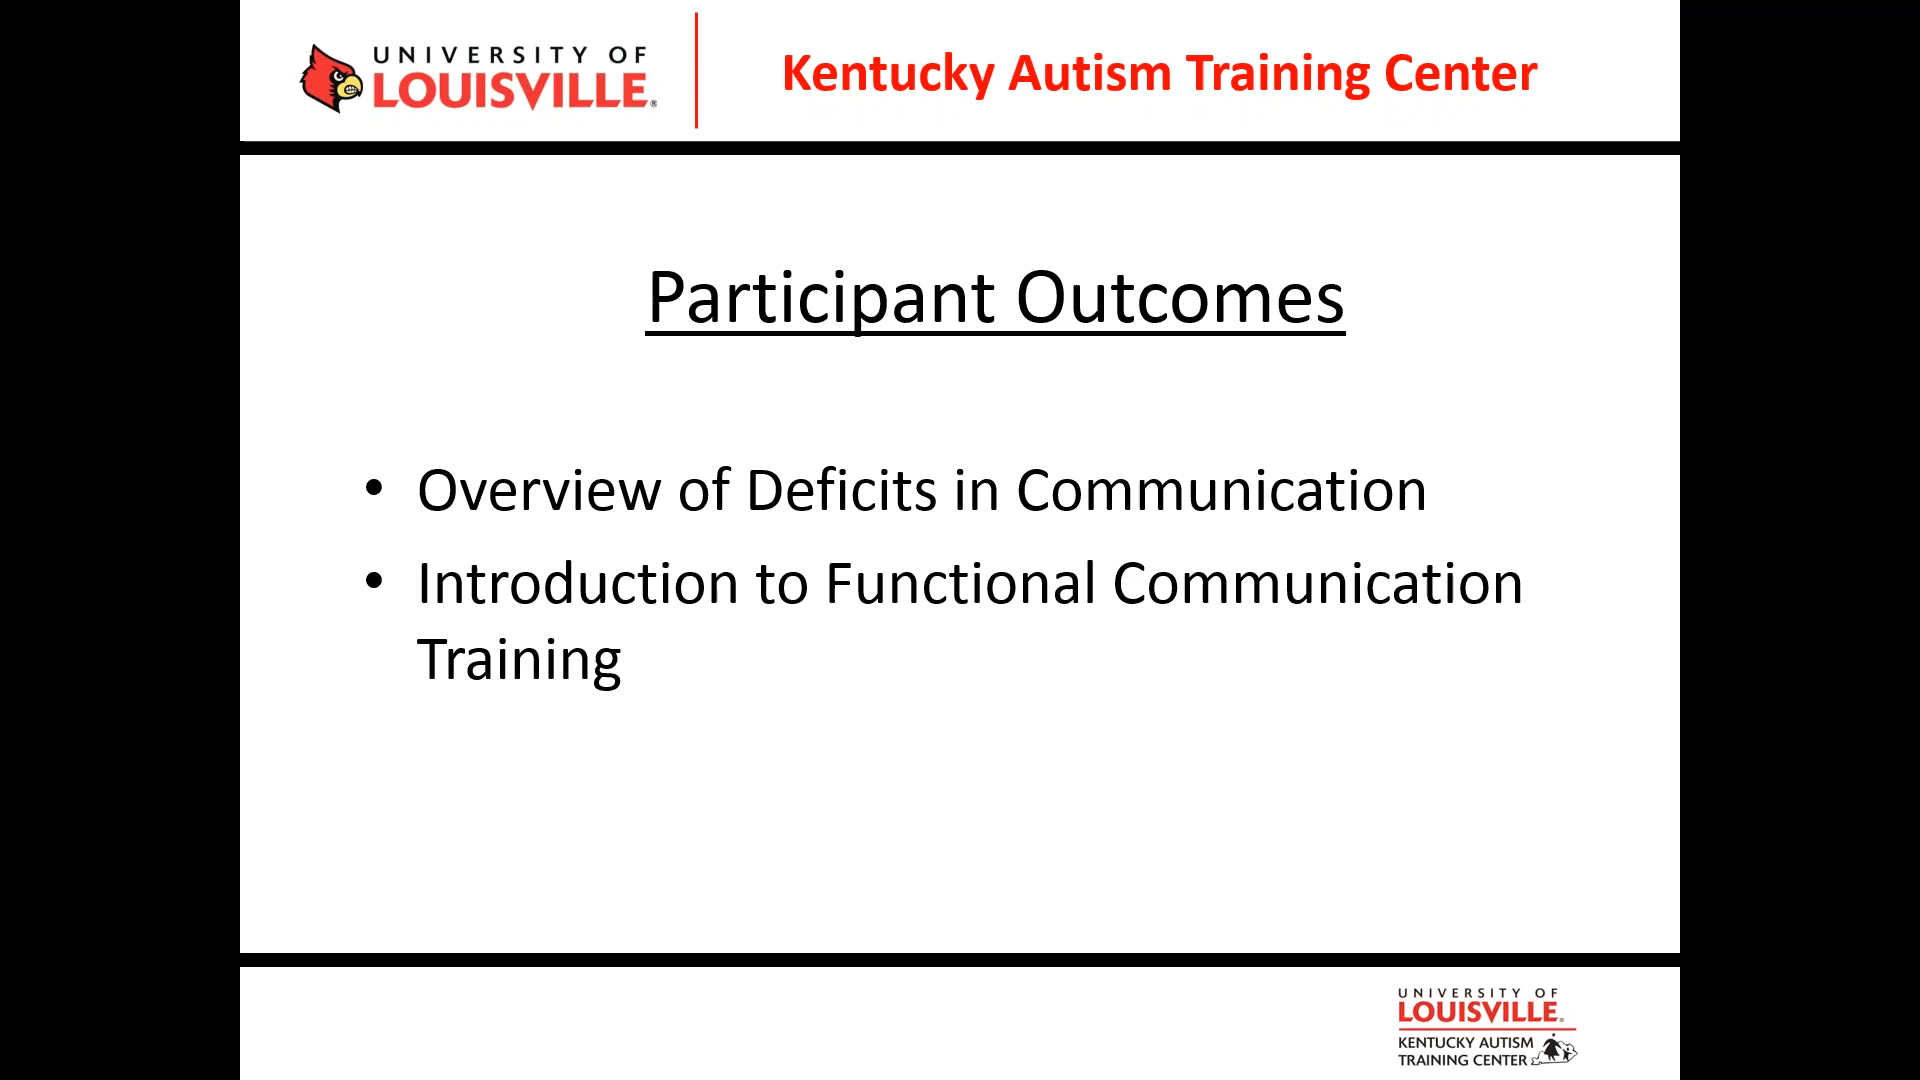 UNIVERSITY OF
LOUISVILLE®
Kentucky Autism Training Center
Participant Outcomes
• Overview of Deficits in Communication
• Introduction to Functional Communication
Training
UNIVERSITY OF
LOUISVILLE®
KENTUCKY AUTISM
TRAINING CENTER